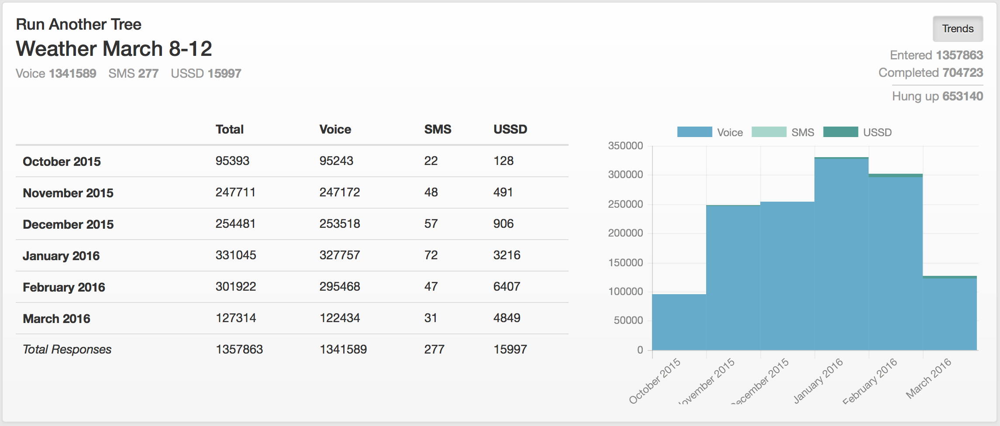 Run Another Tree
Weather March 8-12
Voice 1341589 SMS 277 USSD 15997
Trends
Entered 1357863
Completed 704723
Hung up 653140
Total Voice SMS USSD
October 2015 95393 95243 22 128
November 2015 247711 247172 48 491
December 2015 254481 253518 57 906
January 2016 331045 327757 72 3216
February 2016 301922 295468 47 6407
March 2016 127314 122434 31 4849
Total Responses 1357863 1341589 277 15997
Voice SMS USSD
350000
300000
250000
200000
150000
100000
50000
0
October 2015
ovember 2015
ecember 2015
January 2016
February 2016
March 2016